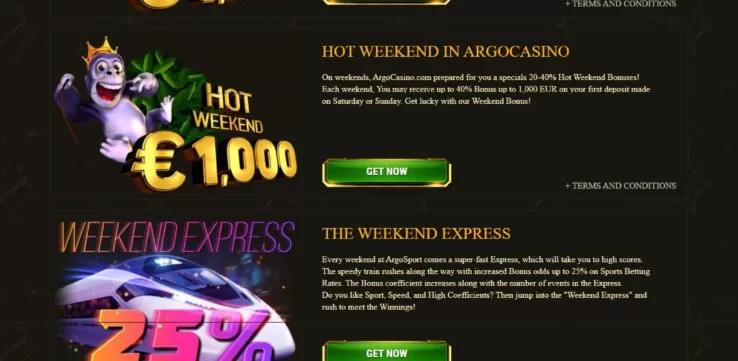 + TERMS AND CONDITIONS
HOT WEEKEND IN ARGOCASINO
On weekends, ArgoCasino.com prepared for you a specials 20-40% Hot Weekend Bonuses!
Each weekend, You may receive up to 40% Bonus up to 1,000 EUR on your first deposit made
on Saturday or Sunday. Get lucky with our Weekend Bonus!
HOT
WEEKEND
€1,000
GET NOW
+ TERMS AND CONDITIONS
WEEKEND EXPRESS
25%
THE WEEKEND EXPRESS
Every weekend at ArgoSport comes a super-fast Express, which will take you to high scores.
The speedy train rushes along the way with increased Bonus odds up to 25% on Sports Betting
Rates. The Bonus coefficient increases along with the number of events in the Express.
Do you like Sport, Speed, and High Coefficients? Then jump into the "Weekend Express" and
rush to meet the Winnings!
GET NOW